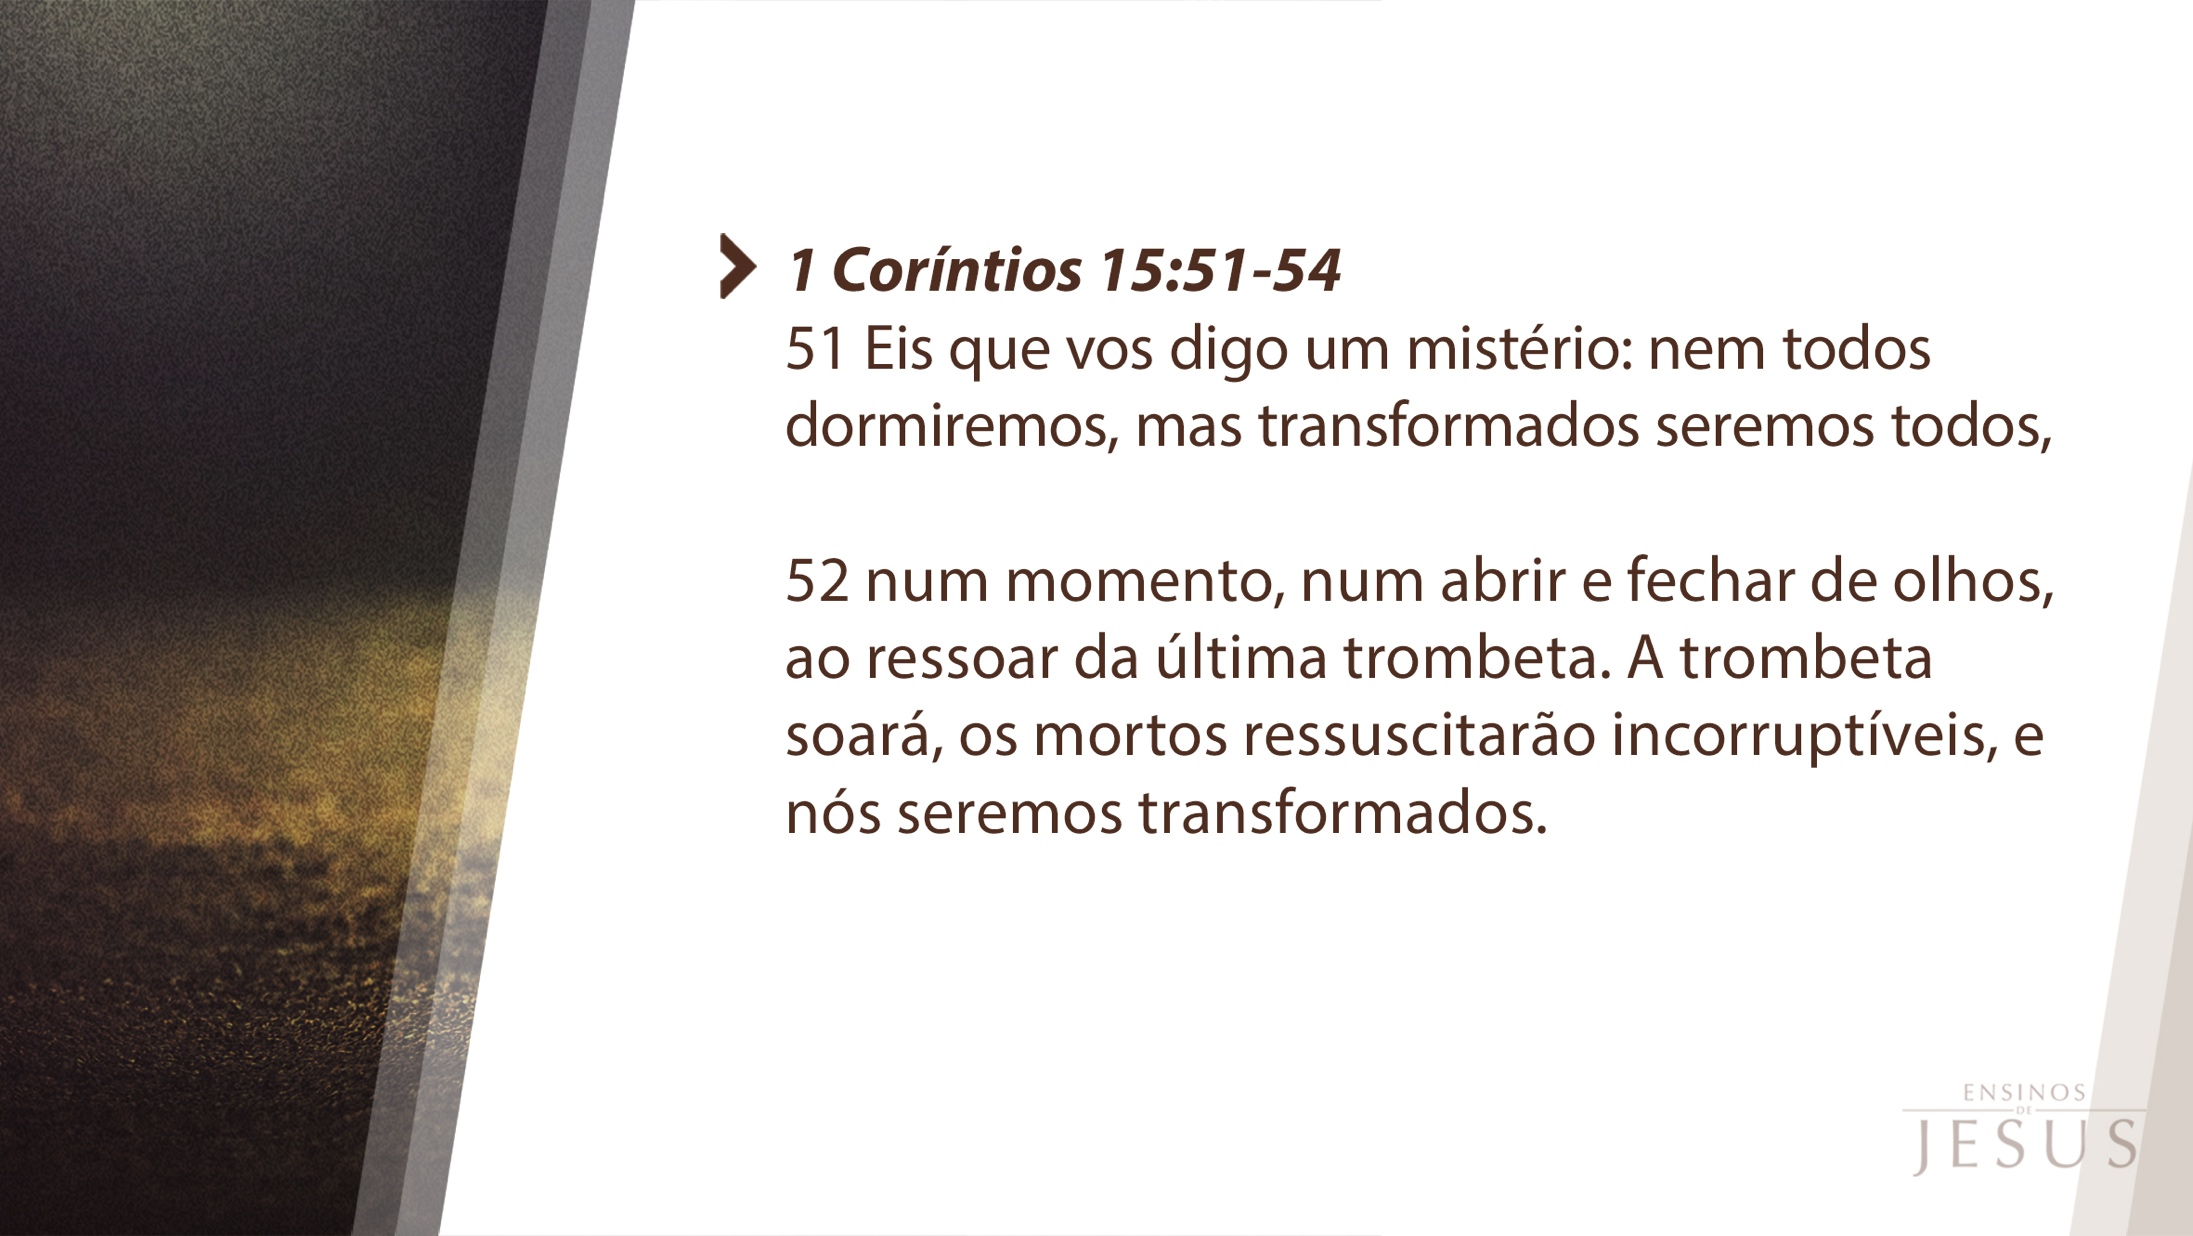 1 Coríntios 15:51-54
51 Eis que vos digo um mistério: nem todos
dormiremos, mas transformados seremos todos,
52 num momento, num abrir e fechar de olhos,
ao ressoar da última trombeta. A trombeta
soará, os mortos ressuscitarão incorruptíveis, e
nós seremos transformados.
ENSINOS
DE
JESUS